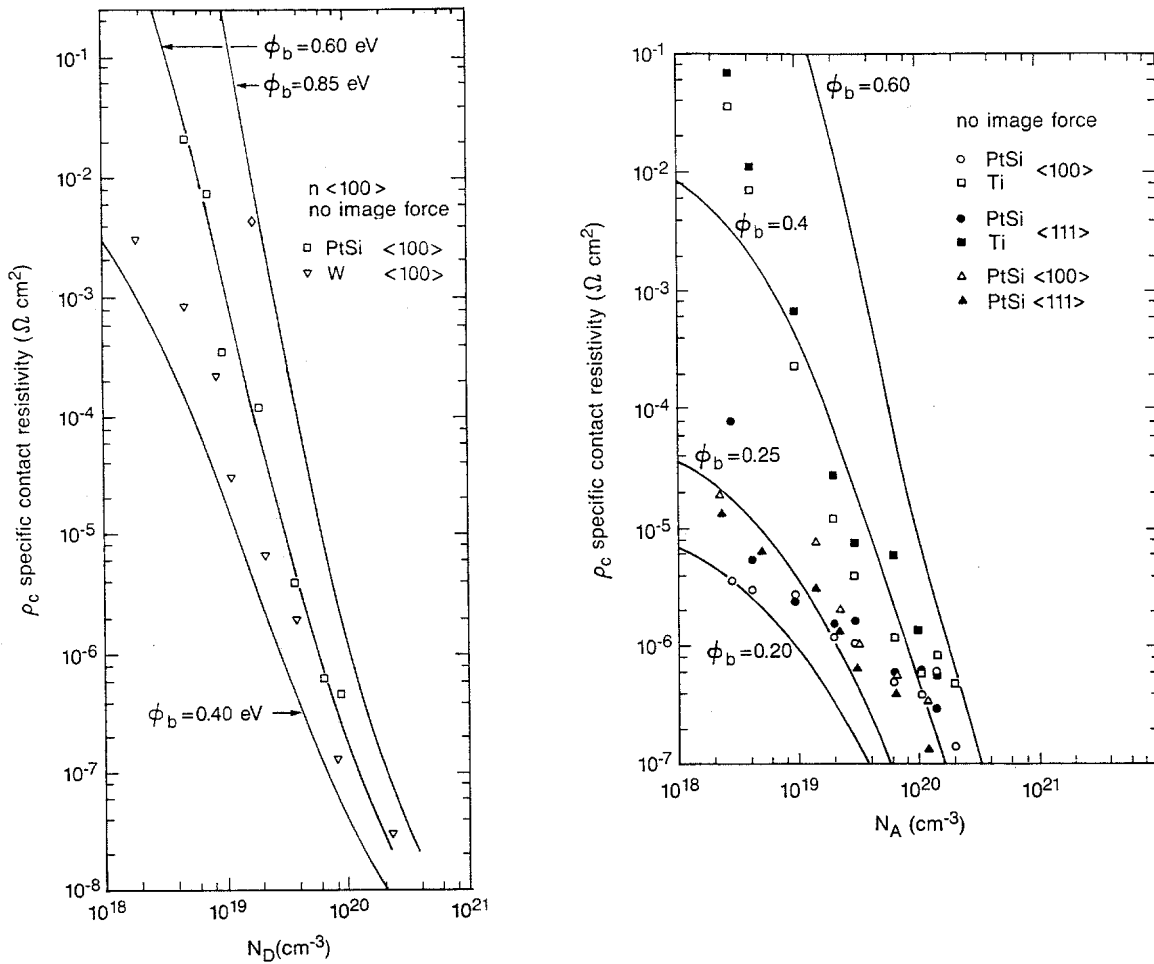 ϕb=0.60 eV
ϕb=0.85 eV
n <100>
no image force
□ PtSi <100>
▽ W <100>
ϕb=0.40 eV
10-1
10-2
10-3
10-4
10-5
10-6
10-7
10-8
ρc specific contact resistivity (Ω cm2)
1018
1019
1020
1021
ND(cm-3)
ϕb=0.60
no image force
○ PtSi
□ Ti
<100>
● PtSi
■ Ti
<111>
△ PtSi <100>
▲ PtSi <111>
ϕb=0.4
ϕb=0.25
ϕb=0.20
10-1
10-2
10-3
10-4
10-5
10-6
10-7
ρc specific contact resistivity (Ω cm2)
1018
1019
1020
1021
NA (cm-3)